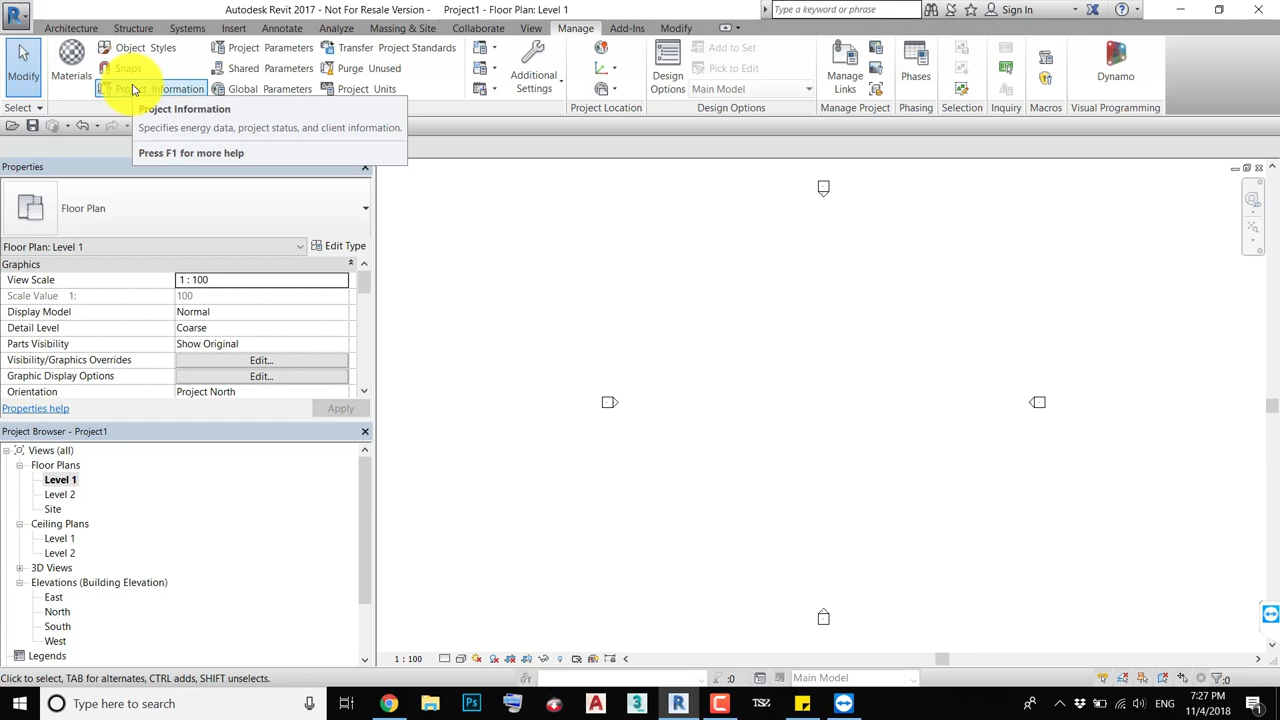 Autodesk Revit 2017 - Not For Resale Version -    Project1 - Floor Plan: Level 1
Type a keyword or phrase
Sign In
Architecture Structure Systems Insert Annotate Analyze Massing & Site Collaborate View Manage Add-Ins Modify
Modify
Materials
Object Styles
Snaps
Project Information
Project Parameters
Shared Parameters
Global Parameters
Transfer Project Standards
Purge Unused
Project Units
Additional Settings
Design Options
Add to Set
Pick to Edit
Main Model
Manage Links
Phases
Dynamo
Select
Project Location
Design Options
Manage Project
Phasing
Selection
Inquiry
Macros
Visual Programming
Project Information
Specifies energy data, project status, and client information.
Press F1 for more help
Properties
Floor Plan
Floor Plan: Level 1
Edit Type
Graphics
View Scale 1 : 100
Scale Value 1: 100
Display Model Normal
Detail Level Coarse
Parts Visibility Show Original
Visibility/Graphics Overrides Edit...
Graphic Display Options Edit...
Orientation Project North
Properties help
Apply
Project Browser - Project1
Views (all)
Floor Plans
Level 1
Level 2
Site
Ceiling Plans
Level 1
Level 2
3D Views
Elevations (Building Elevation)
East
North
South
West
Legends
1 : 100
Click to select, TAB for alternates, CTRL adds, SHIFT unselects.
:0
Main Model
:0
Type here to search
ENG
7:27 PM
11/4/2018